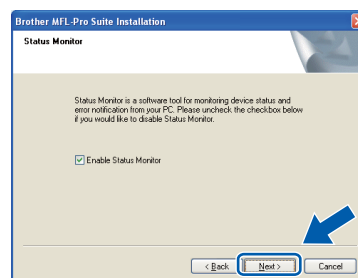 Brother MFL-Pro Suite Installation
Status Monitor
Status Monitor is a software tool for monitoring device status and
error notification from your PC. Please uncheck the checkbox below
if you would like to disable Status Monitor.
Enable Status Monitor
< Back
Next >
Cancel